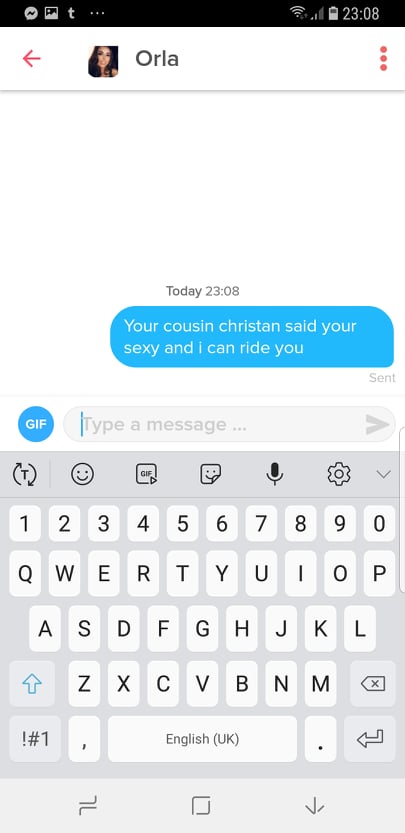 t ... 23:08
Orla
Today 23:08
Your cousin christan said your
sexy and i can ride you
Sent
GIF Type a message ...
T GIF
1 2 3 4 5 6 7 8 9 0
Q W E R T Y U I O P
A S D F G H J K L
Z X C V B N M
!#1 , English (UK) .